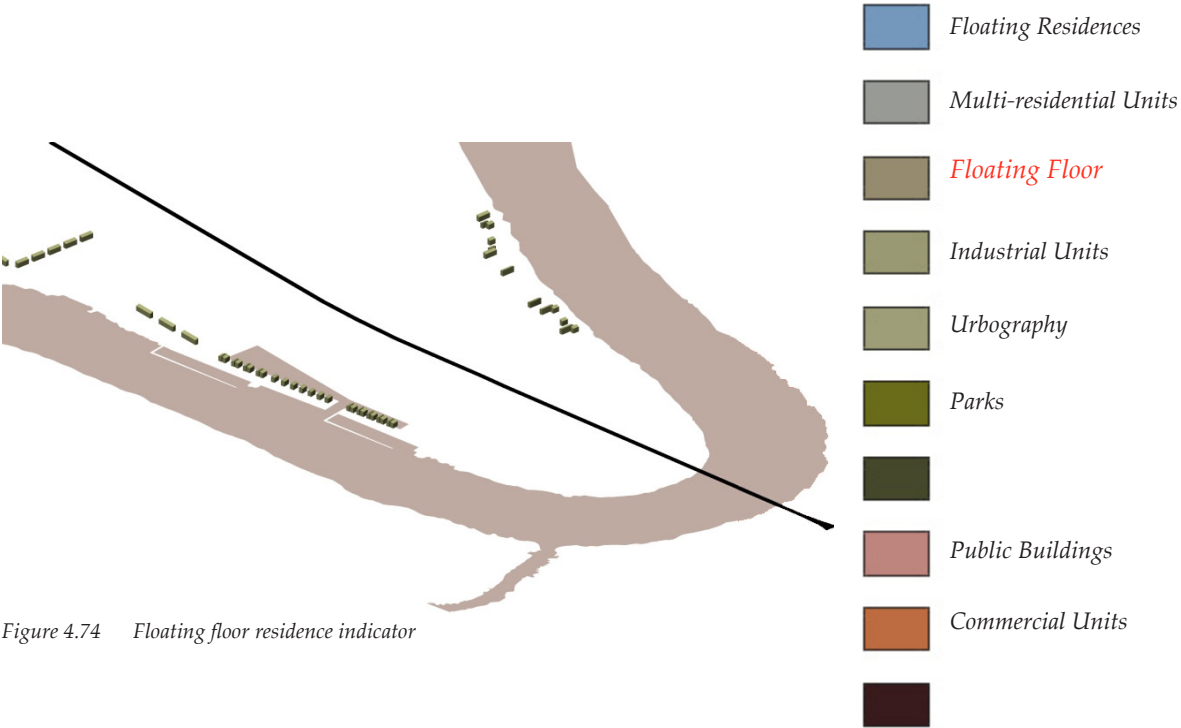 Floating Residences
Multi-residential Units
Floating Floor
Industrial Units
Urbography
Parks
Public Buildings
Commercial Units
Figure 4.74 Floating floor residence indicator